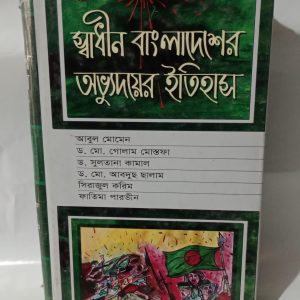 স্বাধীন বাংলাদেশের
অভ্যুদয়ের ইতিহাস
আবুল মোমেন
ড. মো. গোলাম মোস্তফা
ড. সুলতানা কামাল
ড. মো. আবদুছ ছালাম
সিরাজুল করিম
ফাতিমা পারভীন